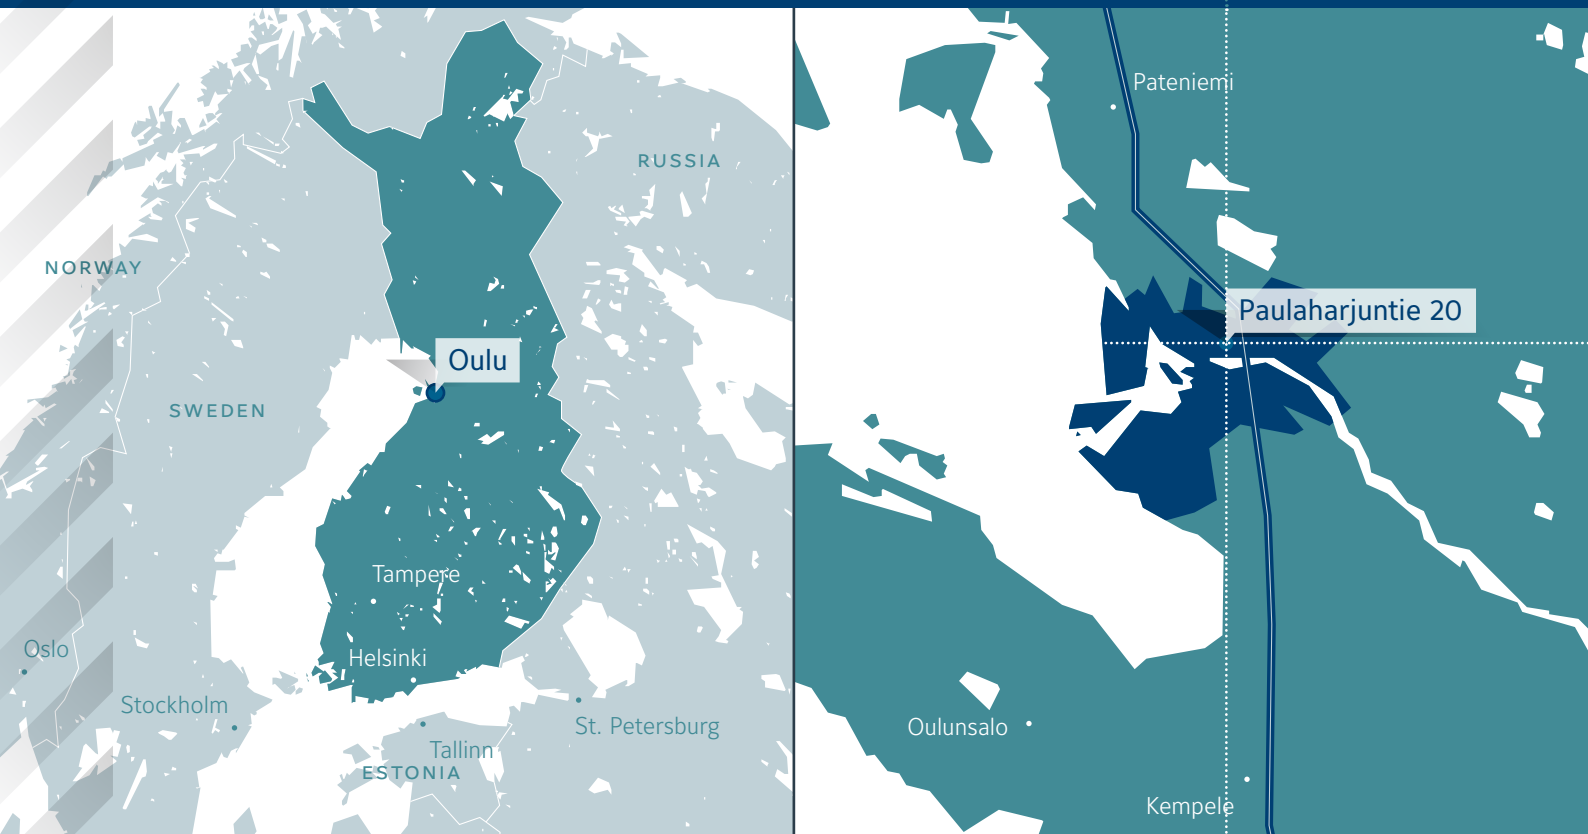 RUSSIA
NORWAY
Oulu
SWEDEN
Tampere
Oslo
Helsinki
Stockholm
St. Petersburg
Tallinn
ESTONIA
Pateniemi
Paulaharjuntie 20
Oulunsalo
Kempele